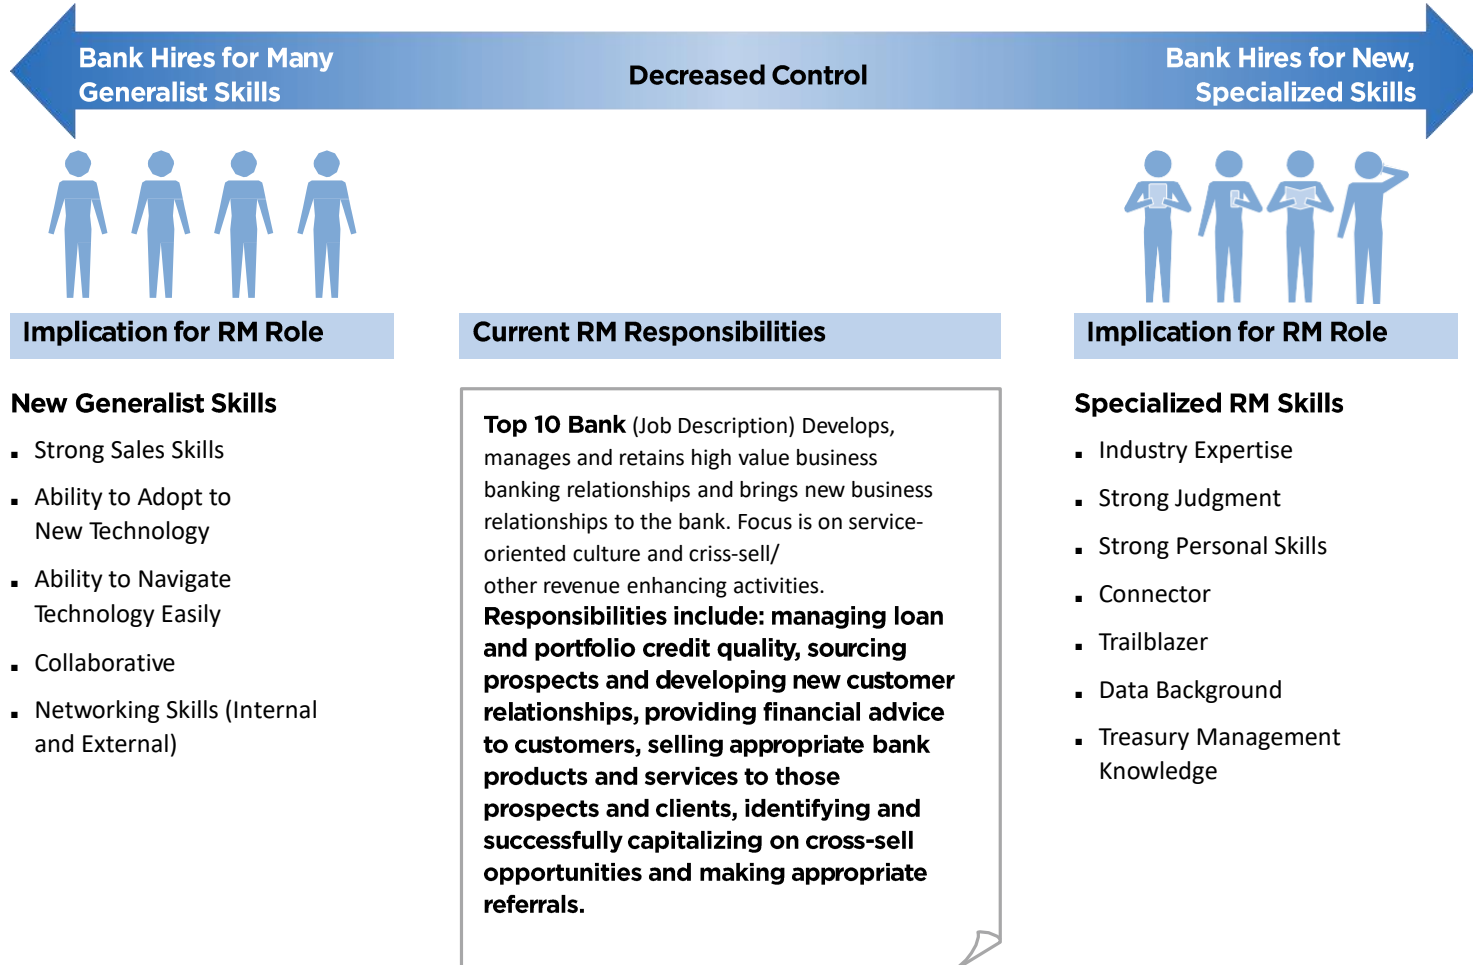 Bank Hires for Many
Generalist Skills
Decreased Control
Bank Hires for New,
Specialized Skills
Implication for RM Role
New Generalist Skills
▪ Strong Sales Skills
▪ Ability to Adopt to
New Technology
▪ Ability to Navigate
Technology Easily
▪ Collaborative
▪ Networking Skills (Internal
and External)
Current RM Responsibilities
Top 10 Bank (Job Description) Develops,
manages and retains high value business
banking relationships and brings new business
relationships to the bank. Focus is on service-
oriented culture and criss-sell/
other revenue enhancing activities.
Responsibilities include: managing loan
and portfolio credit quality, sourcing
prospects and developing new customer
relationships, providing financial advice
to customers, selling appropriate bank
products and services to those
prospects and clients, identifying and
successfully capitalizing on cross-sell
opportunities and making appropriate
referrals.
Implication for RM Role
Specialized RM Skills
▪ Industry Expertise
▪ Strong Judgment
▪ Strong Personal Skills
▪ Connector
▪ Trailblazer
▪ Data Background
▪ Treasury Management
Knowledge